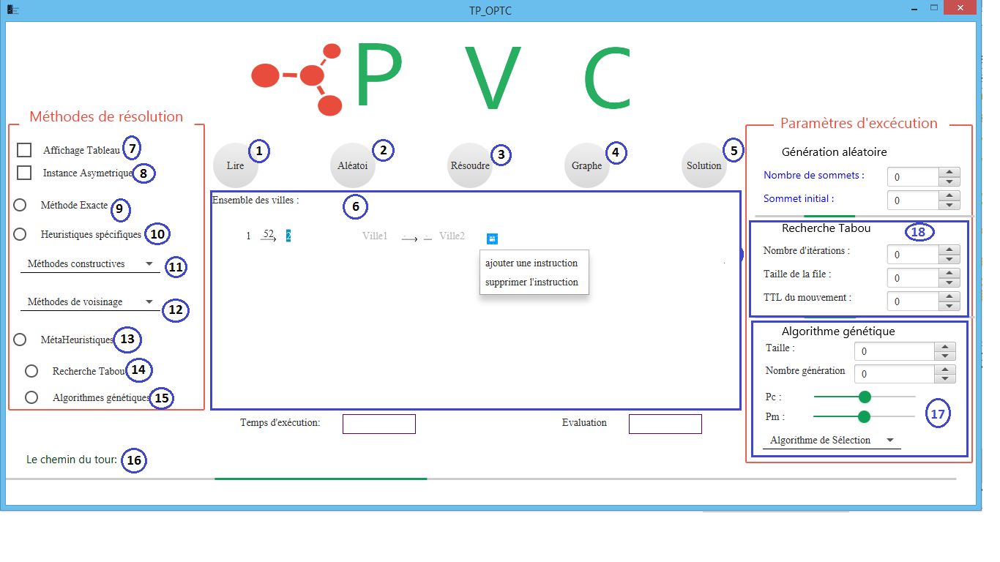 TP_OPTC
P V C
Méthodes de résolution
Affichage Tableau 7
Instance Asymetrique 8
Méthode Exacte 9
Heuristiques spécifiques 10
Méthodes constructives 11
Méthodes de voisinage 12
MétaHeuristiques 13
Recherche Tabou 14
Algorithmes génétiques 15
Lire 1
Aléatoi 2
Résoudre 3
Graphe 4
Solution 5
Ensemble des villes : 6
1 52 2 Ville1 Ville2
ajouter une instruction
supprimer l'instruction
Temps d'exécution:
Evaluation
Le chemin du tour: 16
Paramètres d'excécution
Génération aléatoire
Nombre de sommets : 0
Sommet initial : 0
Recherche Tabou 18
Nombre d'itérations : 0
Taille de la file : 0
TTL du mouvement : 0
Algorithme génétique
Taille : 0
Nombre génération 0
Pc :
Pm : 17
Algorithme de Sélection